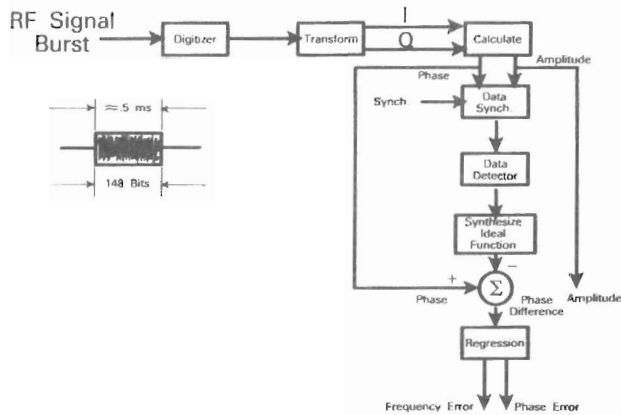 RF Signal
Burst
Digitizer
Transform
I
Q
Calculate
Phase
Amplitude
Synch.
Data
Synch.
≈.5 ms
148 Bits
Data
Detector
Synthesize
Ideal
Function
−
+
Σ
Phase
Phase
Difference
Amplitude
Regression
Frequency Error
Phase Error